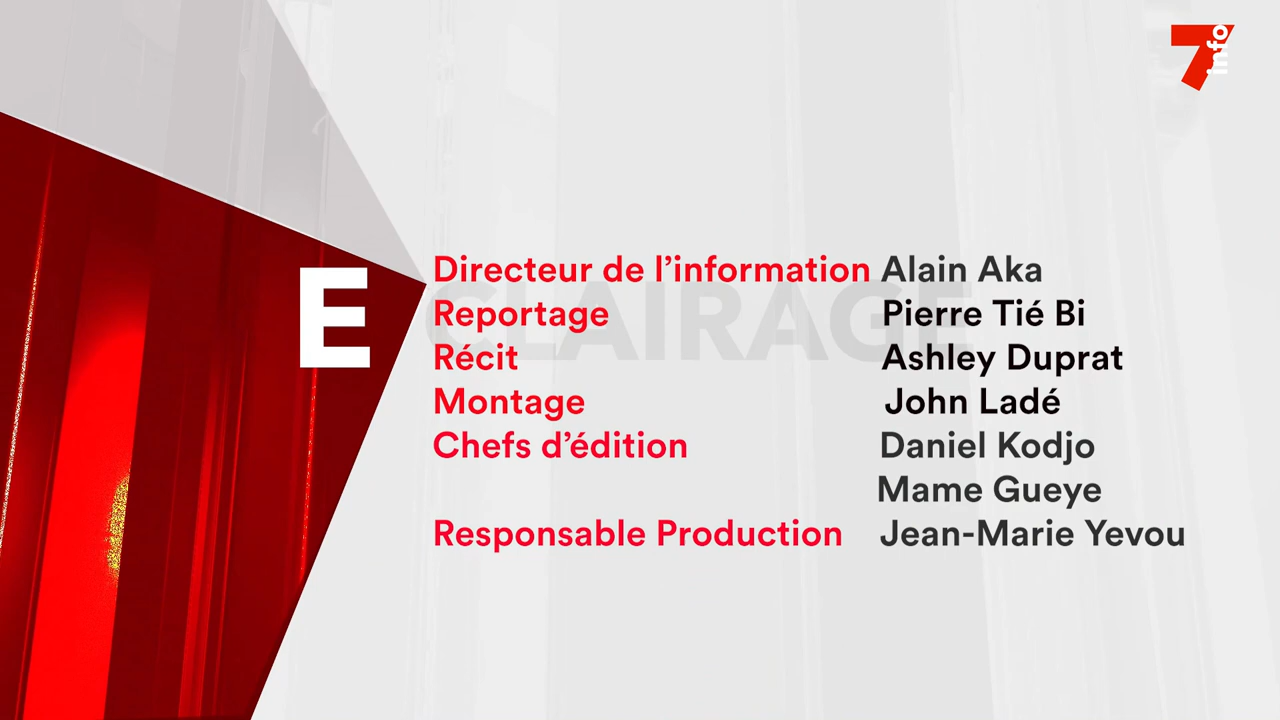 7 info
Directeur de l’information Alain Aka
ECLAIRAGE
Reportage Pierre Tié Bi
Récit Ashley Duprat
Montage John Ladé
Chefs d’édition Daniel Kodjo
Mame Gueye
Responsable Production Jean-Marie Yevou